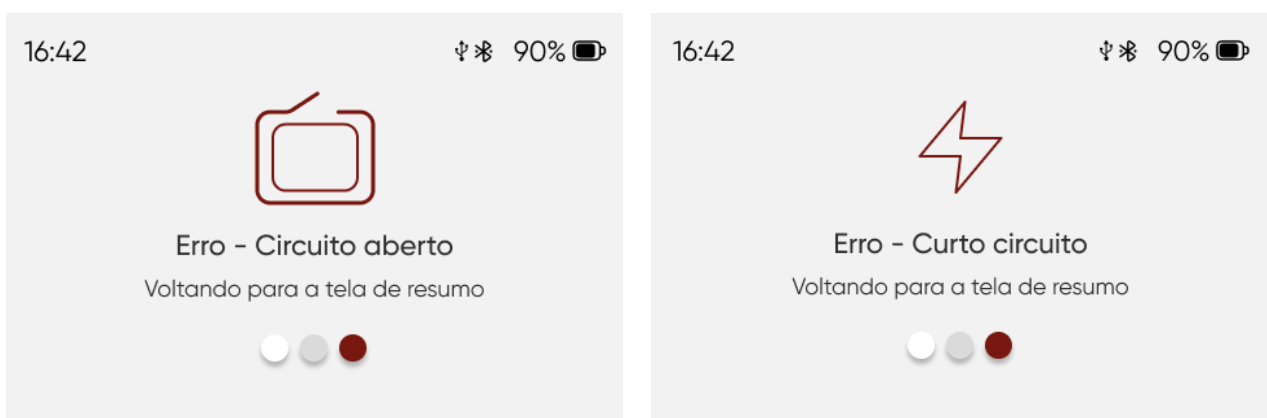 16:42 90%
Erro - Circuito aberto
Voltando para a tela de resumo
16:42 90%
Erro - Curto circuito
Voltando para a tela de resumo